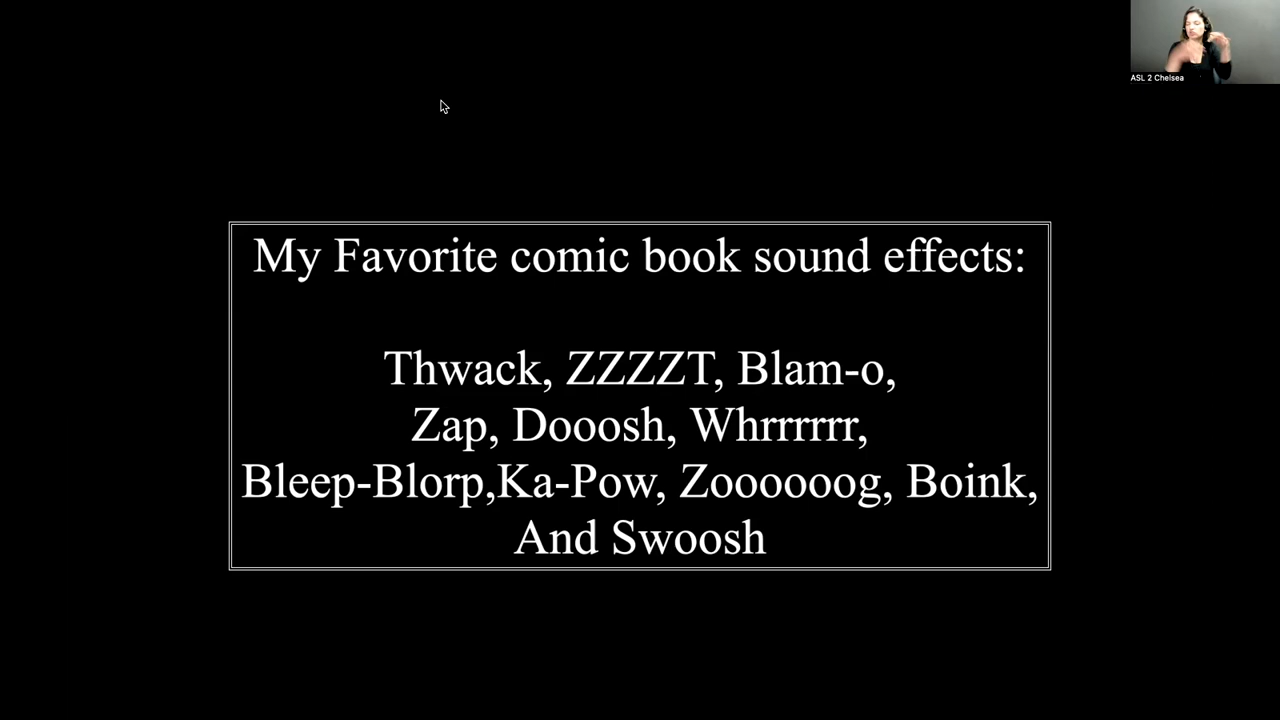 ASL 2 Chelsea
My Favorite comic book sound effects:
Thwack, ZZZZT, Blam-o,
Zap, Dooosh, Whrrrrrr,
Bleep-Blorp,Ka-Pow, Zoooooog, Boink,
And Swoosh